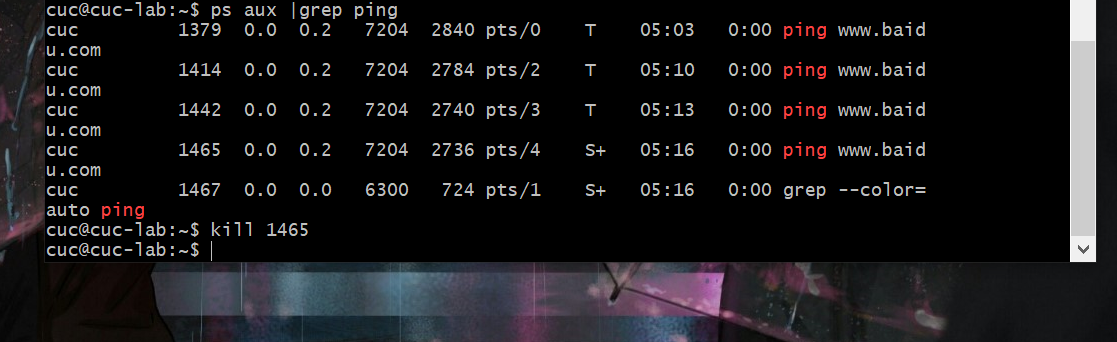 cuc@cuc-lab:~$ ps aux |grep ping
cuc         1379  0.0  0.2   7204  2840 pts/0    T    05:03   0:00 ping www.baid
u.com
cuc         1414  0.0  0.2   7204  2784 pts/2    T    05:10   0:00 ping www.baid
u.com
cuc         1442  0.0  0.2   7204  2740 pts/3    T    05:13   0:00 ping www.baid
u.com
cuc         1465  0.0  0.2   7204  2736 pts/4    S+   05:16   0:00 ping www.baid
u.com
cuc         1467  0.0  0.0   6300   724 pts/1    S+   05:16   0:00 grep --color=
auto ping
cuc@cuc-lab:~$ kill 1465
cuc@cuc-lab:~$